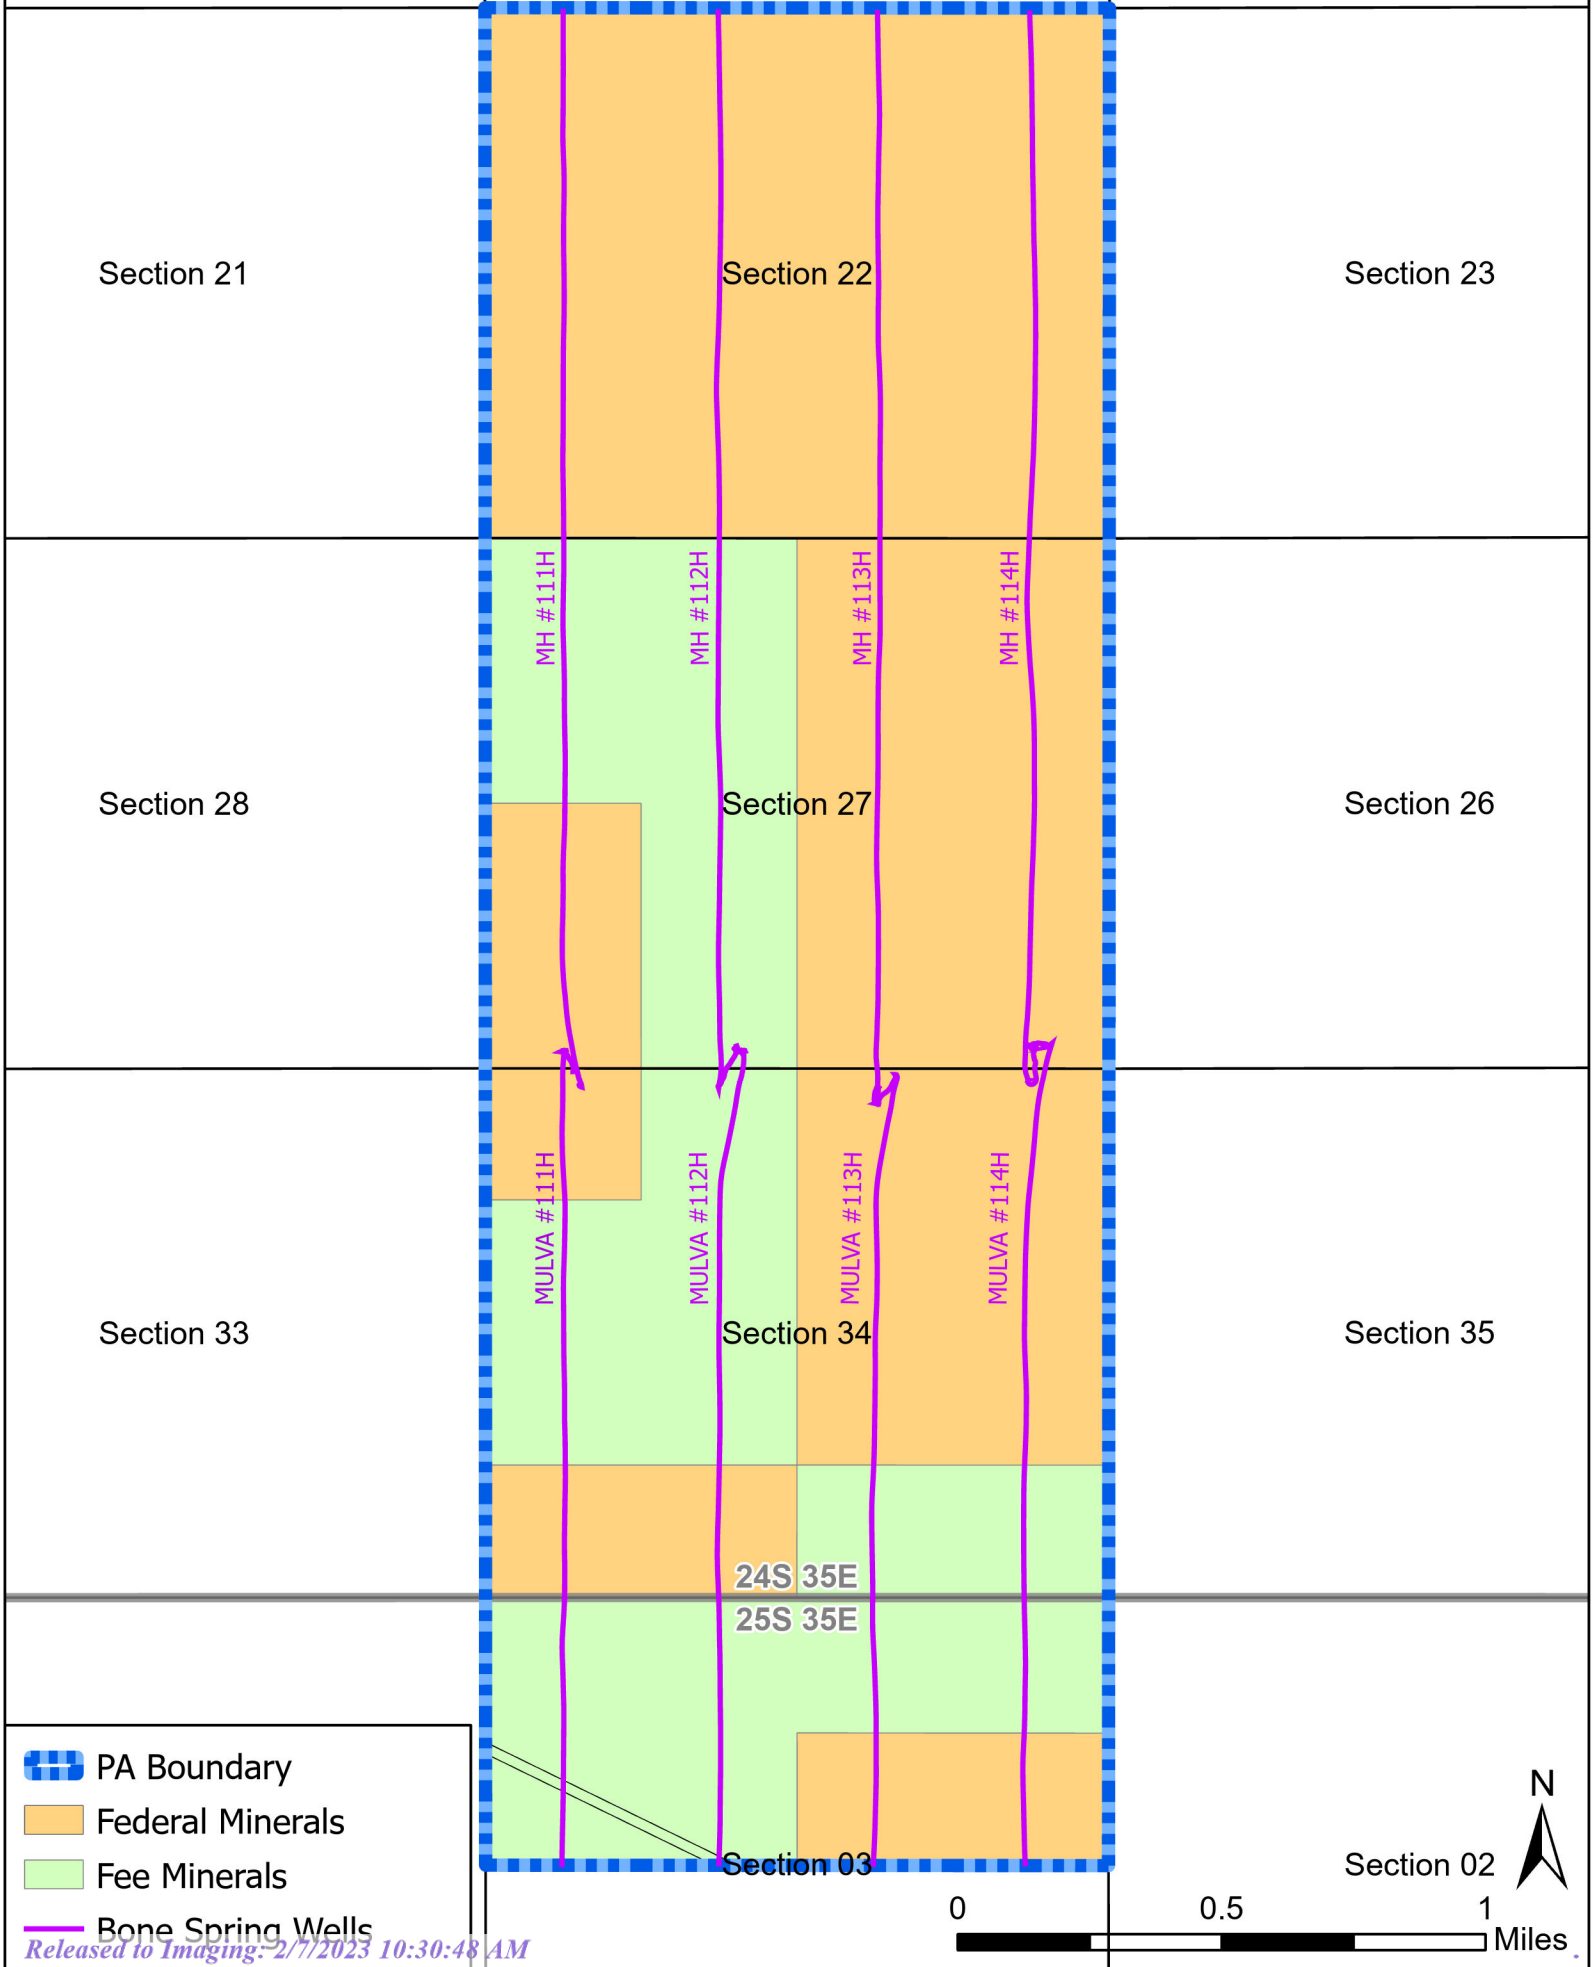 Section 21
Section 22
Section 23
MH #111H
MH #112H
MH #113H
MH #114H
Section 28
Section 27
Section 26
MULVA #111H
MULVA #112H
MULVA #113H
MULVA #114H
Section 33
Section 34
Section 35
24S 35E
25S 35E
PA Boundary
Federal Minerals
Fee Minerals
Bone Spring Wells
Section 03
Section 02
N
0 0.5 1
Miles
Released to Imaging: 2/7/2023 10:30:48 AM